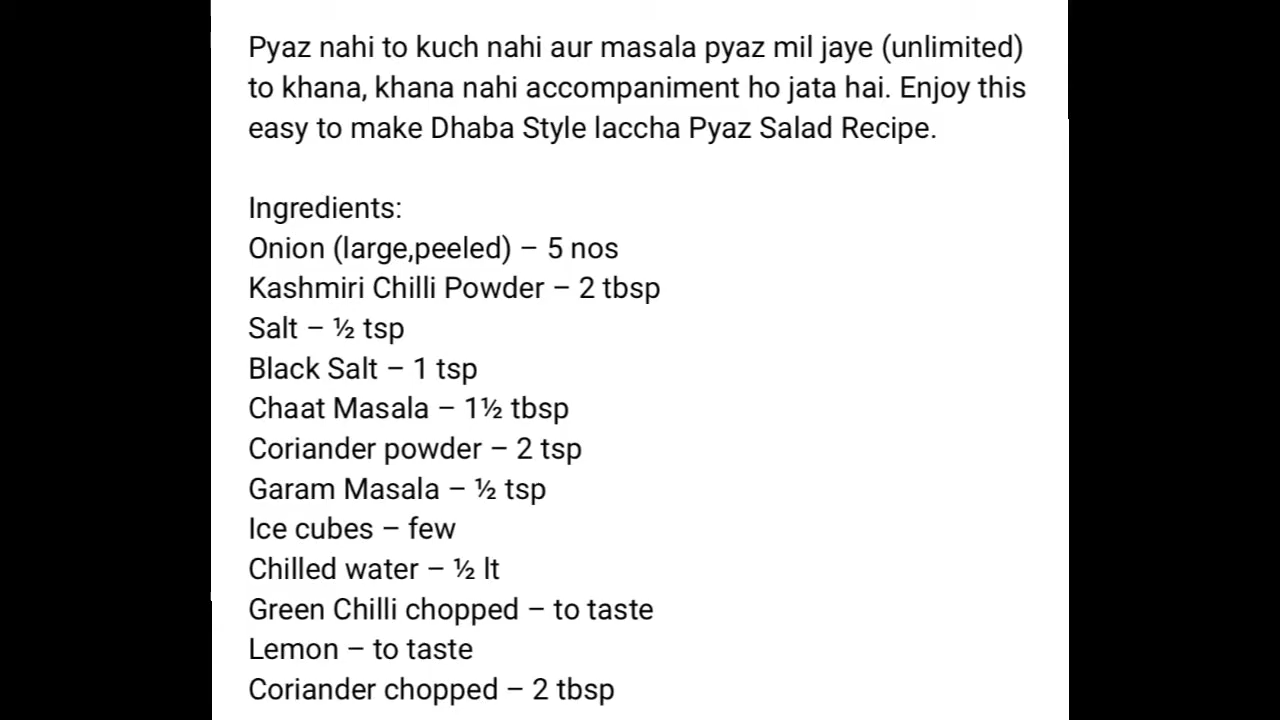 Pyaz nahi to kuch nahi aur masala pyaz mil jaye (unlimited)
to khana, khana nahi accompaniment ho jata hai. Enjoy this
easy to make Dhaba Style laccha Pyaz Salad Recipe.
Ingredients:
Onion (large,peeled) – 5 nos
Kashmiri Chilli Powder – 2 tbsp
Salt – ½ tsp
Black Salt – 1 tsp
Chaat Masala – 1½ tbsp
Coriander powder – 2 tsp
Garam Masala – ½ tsp
Ice cubes – few
Chilled water – ½ lt
Green Chilli chopped – to taste
Lemon – to taste
Coriander chopped – 2 tbsp